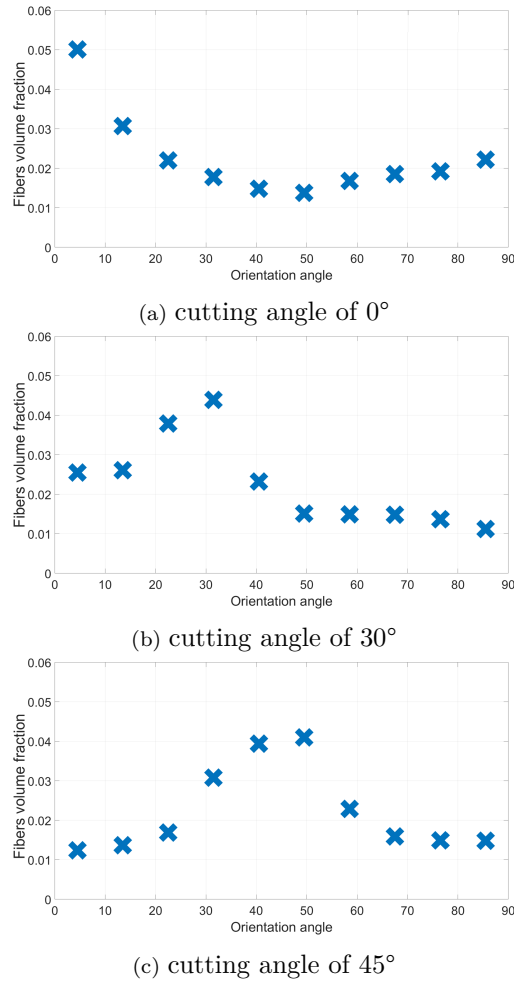 0.06
0.05
0.04
0.03
0.02
0.01
0
Fibers volume fraction
0 10 20 30 40 50 60 70 80 90
Orientation angle
(a) cutting angle of 0°
0.06
0.05
0.04
0.03
0.02
0.01
0
Fibers volume fraction
0 10 20 30 40 50 60 70 80 90
Orientation angle
(b) cutting angle of 30°
0.06
0.05
0.04
0.03
0.02
0.01
0
Fibers volume fraction
0 10 20 30 40 50 60 70 80 90
Orientation angle
(c) cutting angle of 45°